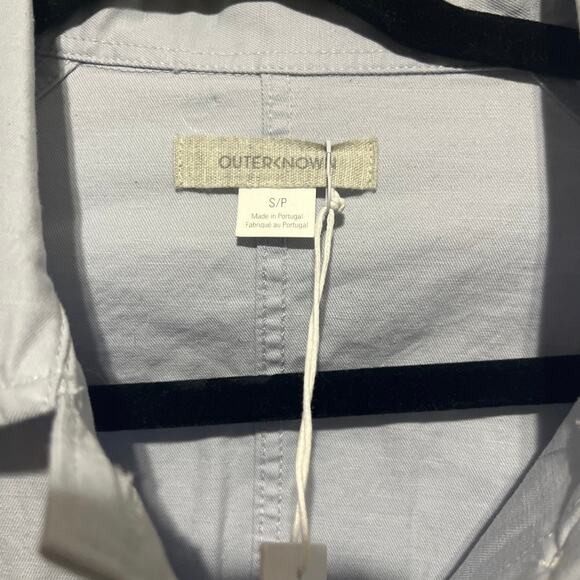 OUTERKNOWN
S/P
Made in Portugal
Fabriqué au Portugal